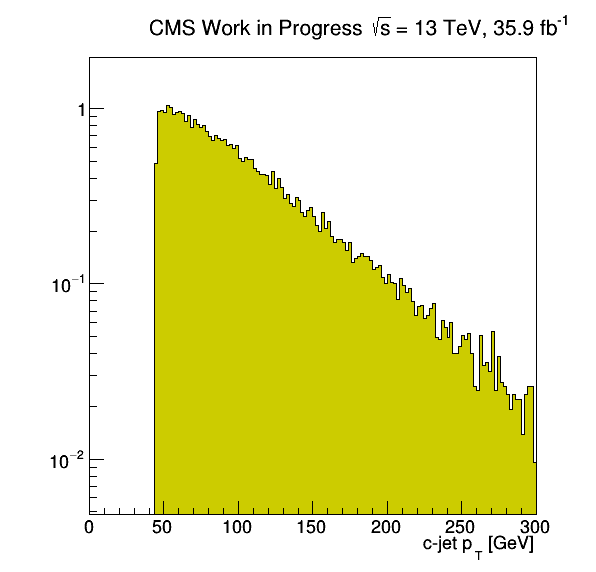 CMS Work in Progress √s = 13 TeV, 35.9 fb⁻¹
1
10⁻¹
10⁻²
0 50 100 150 200 250 300
c-jet p_T [GeV]